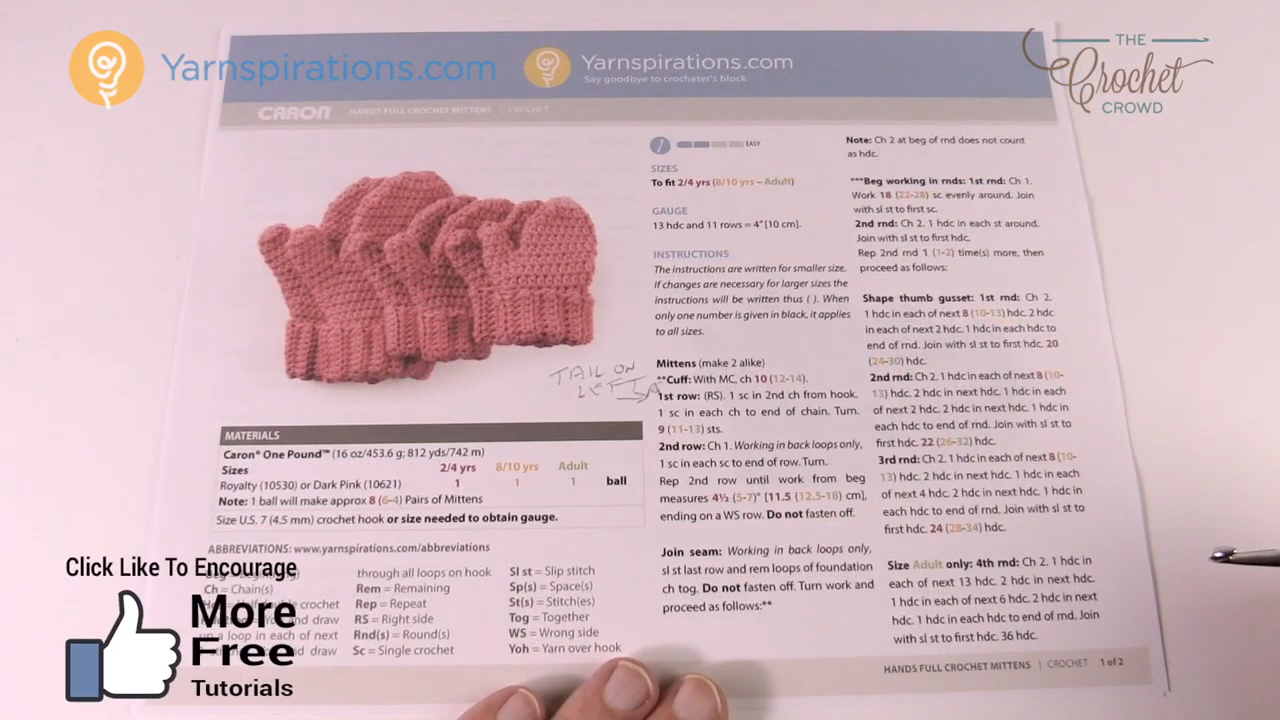 Yarnspirations.com
Yarnspirations.com
Say goodbye to crocheter's block
THE
Crochet
CROWD
CARON
HANDS FULL CROCHET MITTENS | CROCHET
EASY
SIZES
To fit 2/4 yrs (8/10 yrs – Adult)
GAUGE
13 hdc and 11 rows = 4" [10 cm].
INSTRUCTIONS
The instructions are written for smaller size.
If changes are necessary for larger sizes the
instructions will be written thus ( ). When
only one number is given in black, it applies
to all sizes.
Mittens (make 2 alike)
**Cuff: With MC, ch 10 (12-14).
1st row: (RS). 1 sc in 2nd ch from hook.
1 sc in each ch to end of chain. Turn.
9 (11-13) sts.
2nd row: Ch 1. Working in back loops only,
1 sc in each sc to end of row. Turn.
Rep 2nd row until work from beg
measures 4½ (5-7)" [11.5 (12.5-18) cm],
ending on a WS row. Do not fasten off.
Join seam: Working in back loops only,
sl st last row and rem loops of foundation
ch tog. Do not fasten off. Turn work and
proceed as follows:**
Note: Ch 2 at beg of rnd does not count
as hdc.
***Beg working in rnds: 1st rnd: Ch 1.
Work 18 (22-28) sc evenly around. Join
with sl st to first sc.
2nd rnd: Ch 2. 1 hdc in each st around.
Join with sl st to first hdc.
Rep 2nd rnd 1 (1-2) time(s) more, then
proceed as follows:
Shape thumb gusset: 1st rnd: Ch 2.
1 hdc in each of next 8 (10-13) hdc. 2 hdc
in each of next 2 hdc. 1 hdc in each hdc to
end of rnd. Join with sl st to first hdc. 20
(24-30) hdc.
2nd rnd: Ch 2. 1 hdc in each of next 8 (10-
13) hdc. 2 hdc in next hdc. 1 hdc in each
of next 2 hdc. 2 hdc in next hdc. 1 hdc in
each hdc to end of rnd. Join with sl st to
first hdc. 22 (26-32) hdc.
3rd rnd: Ch 2. 1 hdc in each of next 8 (10-
13) hdc. 2 hdc in next hdc. 1 hdc in each
of next 4 hdc. 2 hdc in next hdc. 1 hdc in
each hdc to end of rnd. Join with sl st to
first hdc. 24 (28-34) hdc.
Size Adult only: 4th rnd: Ch 2. 1 hdc in
each of next 13 hdc. 2 hdc in next hdc.
1 hdc in each of next 6 hdc. 2 hdc in next
hdc. 1 hdc in each hdc to end of rnd. Join
with sl st to first hdc. 36 hdc.
TAIL ON
LEFT
MATERIALS
Caron® One Pound™ (16 oz/453.6 g; 812 yds/742 m)
Sizes 2/4 yrs 8/10 yrs Adult
Royalty (10530) or Dark Pink (10621) 1 1 1 ball
Note: 1 ball will make approx 8 (6-4) Pairs of Mittens
Size U.S. 7 (4.5 mm) crochet hook or size needed to obtain gauge.
ABBREVIATIONS: www.yarnspirations.com/abbreviations
Ch = Chain(s)
crochet
and draw
up a loop in each of next
and draw
through all loops on hook
Rem = Remaining
Rep = Repeat
RS = Right side
Rnd(s) = Round(s)
Sc = Single crochet
Sl st = Slip stitch
Sp(s) = Space(s)
St(s) = Stitch(es)
Tog = Together
WS = Wrong side
Yoh = Yarn over hook
Click Like To Encourage
More
Free
Tutorials
HANDS FULL CROCHET MITTENS | CROCHET 1 of 2